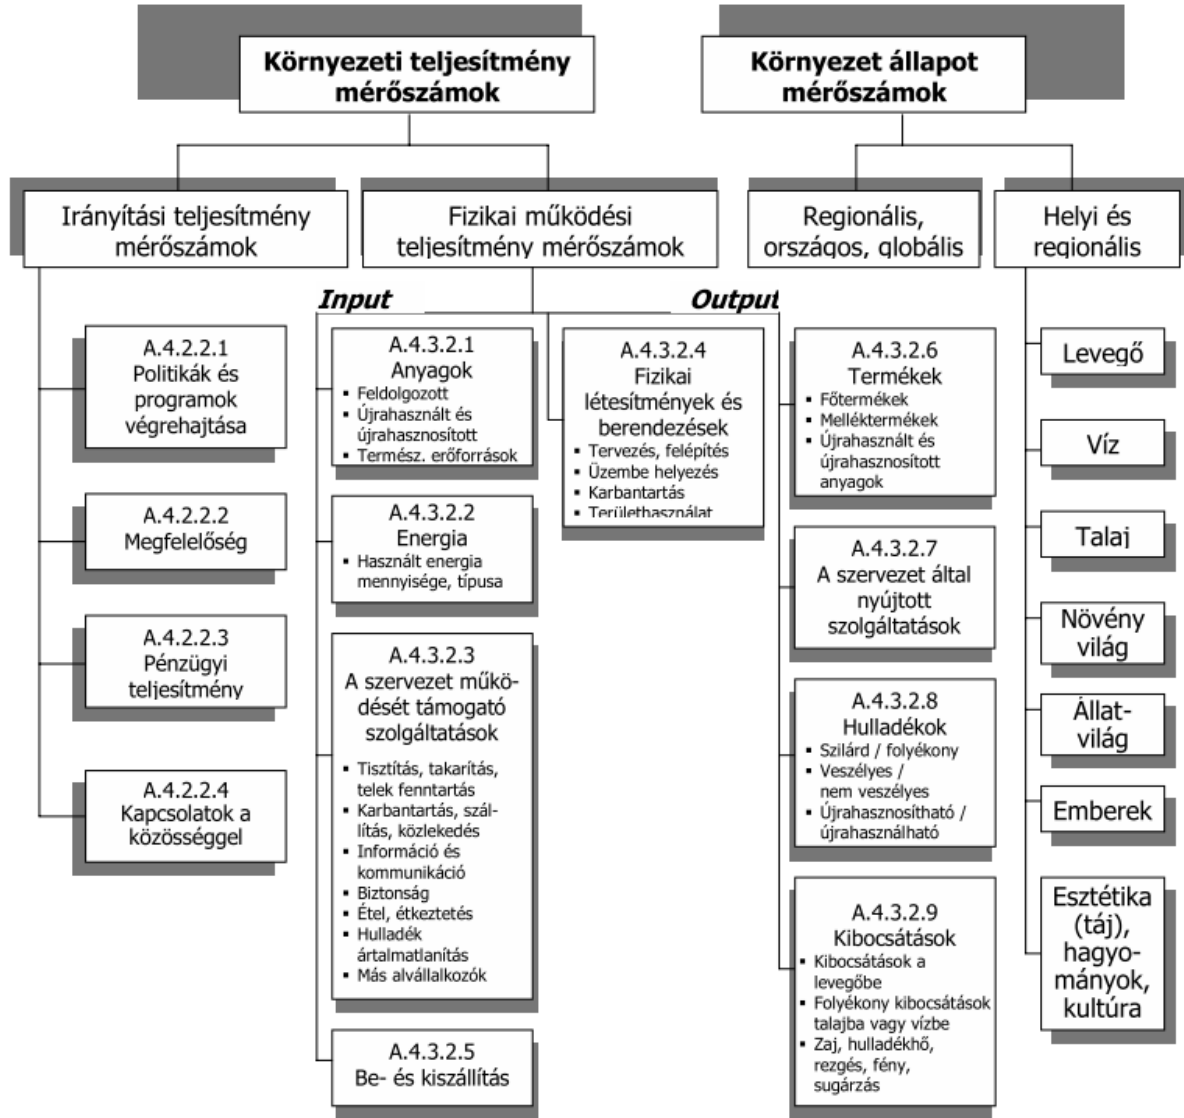 Környezeti teljesítmény
mérőszámok
Környezet állapot
mérőszámok
Irányítási teljesítmény
mérőszámok
Fizikai működési
teljesítmény mérőszámok
Regionális,
országos, globális
Helyi és
regionális
Input
Output
A.4.2.2.1
Politikák és
programok
végrehajtása
A.4.2.2.2
Megfelelőség
A.4.2.2.3
Pénzügyi
teljesítmény
A.4.2.2.4
Kapcsolatok a
közösséggel
A.4.3.2.1
Anyagok
▪ Feldolgozott
▪ Újrahasznált és
újrahasznosított
▪ Termész. erőforrások
A.4.3.2.2
Energia
▪ Használt energia
mennyisége, típusa
A.4.3.2.3
A szervezet műkö-
dését támogató
szolgáltatások
▪ Tisztítás, takarítás,
telek fenntartás
▪ Karbantartás, szál-
lítás, közlekedés
▪ Információ és
kommunikáció
▪ Biztonság
▪ Étel, étkeztetés
▪ Hulladék
ártalmatlanítás
▪ Más alvállalkozók
A.4.3.2.5
Be- és kiszállítás
A.4.3.2.4
Fizikai
létesítmények és
berendezések
▪ Tervezés, felépítés
▪ Üzembe helyezés
▪ Karbantartás
▪ Területhasználat
A.4.3.2.6
Termékek
▪ Főtermékek
▪ Melléktermékek
▪ Újrahasznált és
újrahasznosított
anyagok
A.4.3.2.7
A szervezet által
nyújtott
szolgáltatások
A.4.3.2.8
Hulladékok
▪ Szilárd / folyékony
▪ Veszélyes /
nem veszélyes
▪ Újrahasznosítható /
újrahasználható
A.4.3.2.9
Kibocsátások
▪ Kibocsátások a
levegőbe
▪ Folyékony kibocsátások
talajba vagy vízbe
▪ Zaj, hulladékhő,
rezgés, fény,
sugárzás
Levegő
Víz
Talaj
Növény
világ
Állat-
világ
Emberek
Esztétika
(táj),
hagyo-
mányok,
kultúra